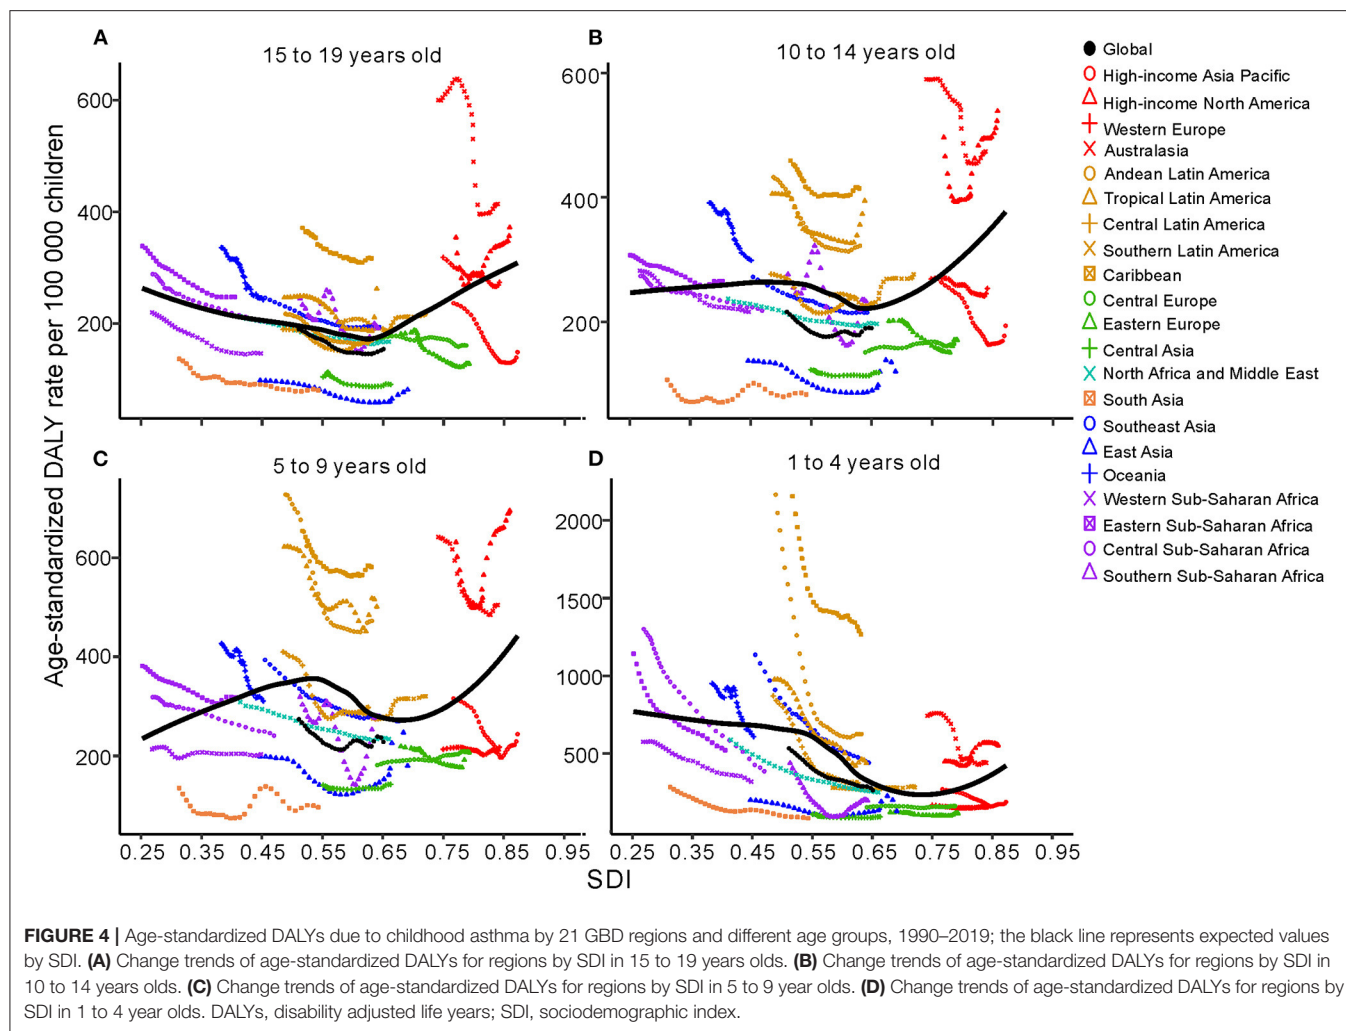 A
15 to 19 years old
B
10 to 14 years old
600
400
200
600
400
200
C
5 to 9 years old
D
1 to 4 years old
600
400
200
2000
1500
1000
500
0.25 0.35 0.45 0.55 0.65 0.75 0.85 0.95
0.25 0.35 0.45 0.55 0.65 0.75 0.85 0.95
Age-standardized DALY rate per 100 000 children
SDI
Global
High-income Asia Pacific
High-income North America
Western Europe
Australasia
Andean Latin America
Tropical Latin America
Central Latin America
Southern Latin America
Caribbean
Central Europe
Eastern Europe
Central Asia
North Africa and Middle East
South Asia
Southeast Asia
East Asia
Oceania
Western Sub-Saharan Africa
Eastern Sub-Saharan Africa
Central Sub-Saharan Africa
Southern Sub-Saharan Africa
FIGURE 4 | Age-standardized DALYs due to childhood asthma by 21 GBD regions and different age groups, 1990–2019; the black line represents expected values
by SDI. (A) Change trends of age-standardized DALYs for regions by SDI in 15 to 19 years olds. (B) Change trends of age-standardized DALYs for regions by SDI in
10 to 14 years olds. (C) Change trends of age-standardized DALYs for regions by SDI in 5 to 9 year olds. (D) Change trends of age-standardized DALYs for regions by
SDI in 1 to 4 year olds. DALYs, disability adjusted life years; SDI, sociodemographic index.